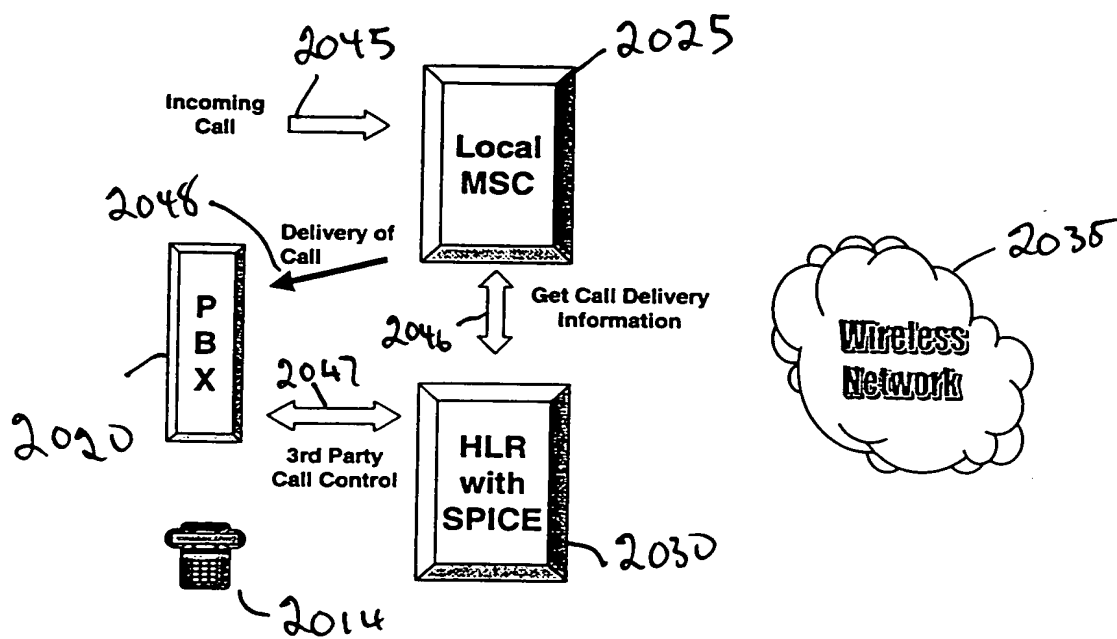 2045
2025
Incoming
Call
Local
MSC
2048
Delivery of
Call
2035
P
B
X
2046
Get Call Delivery
Information
Wireless
Network
2047
2020
3rd Party
Call Control
HLR
with
SPICE
2030
2014